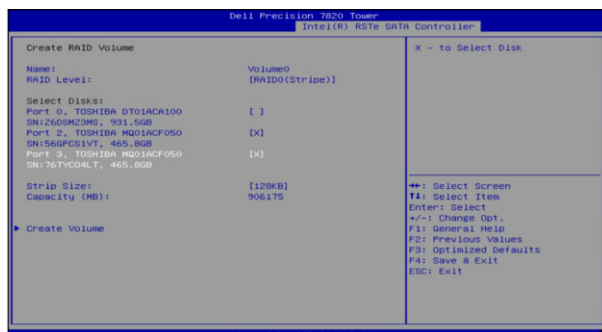 Dell Precision 7820 Tower
Intel(R) RSTe SATA Controller
Create RAID Volume
Name: Volume0
RAID Level: [RAID0(Stripe)]
Select Disks:
Port 0, TOSHIBA DT01ACA100 [ ]
SN:Z6DSM23MS, 931.5GB
Port 2, TOSHIBA MQ01ACF050 [X]
SN:56GPCS1VT, 465.8GB
Port 3, TOSHIBA MQ01ACF050 [X]
SN:76TYC04LT, 465.8GB
Strip Size: [128KB]
Capacity (MB): 906175
Create Volume
X - to Select Disk
→←: Select Screen
↑↓: Select Item
Enter: Select
+/-: Change Opt.
F1: General Help
F2: Previous Values
F3: Optimized Defaults
F4: Save & Exit
ESC: Exit